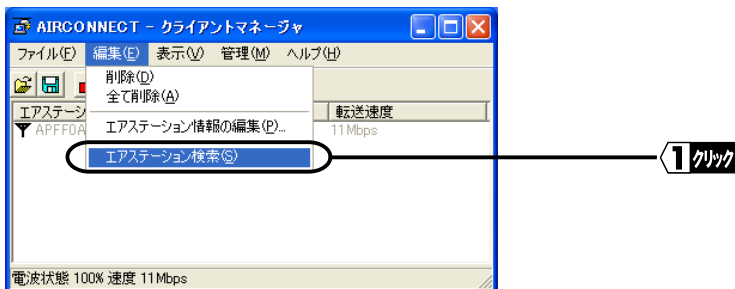 AIRCONNECT - クライアントマネージャ
ファイル(F) 編集(E) 表示(V) 管理(M) ヘルプ(H)
削除(D)
全て削除(A)
エアステーション情報の編集(P)...
エアステーション検索(S)
エアステーシ 転送速度
APFF0A 11Mbps
1 クリック
電波状態 100% 速度 11Mbps